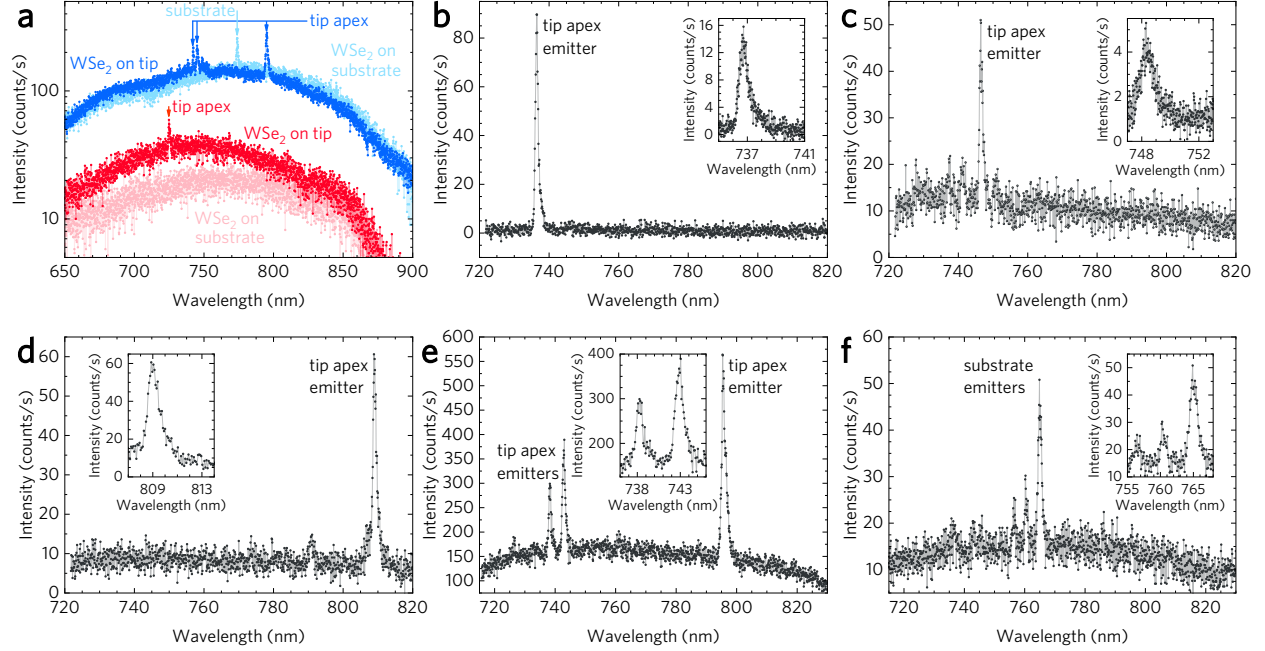 a
substrate
tip apex
WSe2 on tip
WSe2 on
substrate
tip apex
WSe2 on tip
WSe2 on
substrate
Intensity (counts/s)
100
10
650 700 750 800 850 900
Wavelength (nm)
b
tip apex
emitter
Intensity (counts/s)
80
60
40
20
0
720 740 760 780 800 820
Wavelength (nm)
Intensity (counts/s)
16
12
8
4
0
737 741
Wavelength (nm)
c
tip apex
emitter
Intensity (counts/s)
50
40
30
20
10
0
720 740 760 780 800 820
Wavelength (nm)
Intensity (counts/s)
6
4
2
0
748 752
Wavelength (nm)
d
tip apex
emitter
Intensity (counts/s)
60
50
40
30
20
10
0
720 740 760 780 800 820
Wavelength (nm)
Intensity (counts/s)
60
40
20
0
809 813
Wavelength (nm)
e
tip apex
emitters
tip apex
emitter
Intensity (counts/s)
600
550
500
450
400
350
300
250
200
150
100
720 740 760 780 800 820
Wavelength (nm)
Intensity (counts/s)
400
300
200
738 743
Wavelength (nm)
f
substrate
emitters
Intensity (counts/s)
60
50
40
30
20
10
720 740 760 780 800 820
Wavelength (nm)
Intensity (counts/s)
50
40
30
20
10
755 760 765
Wavelength (nm)